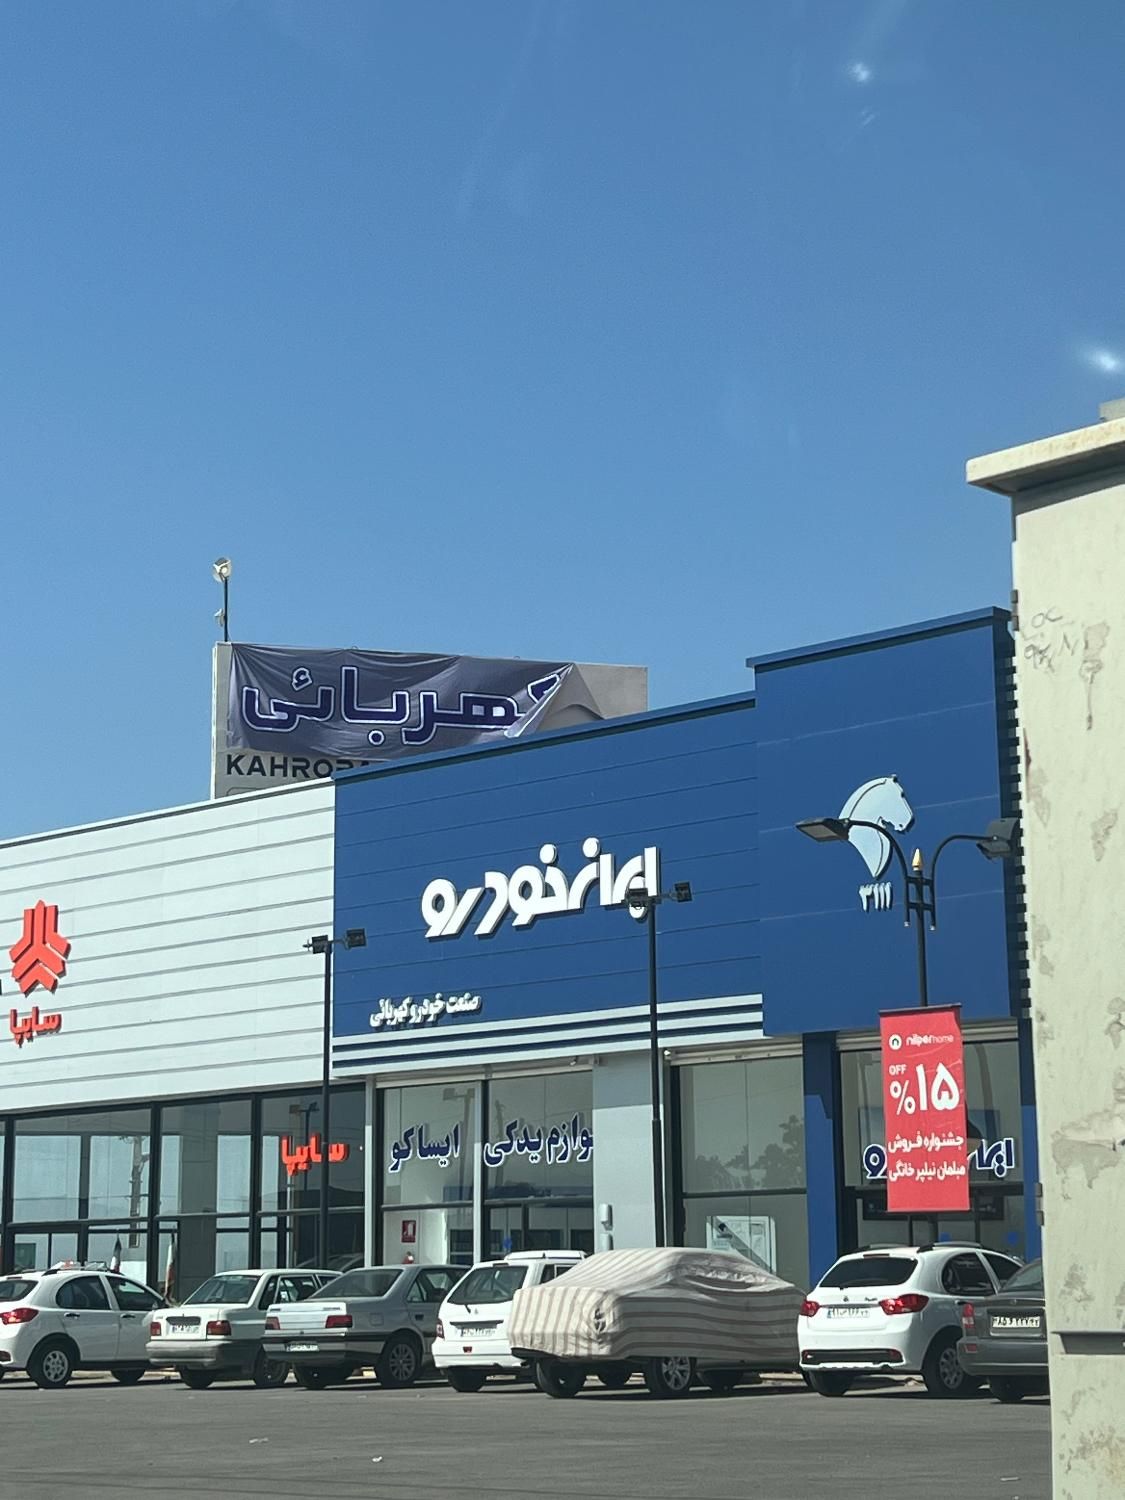 کهربائی
KAHROBA
ایران‌خودرو
۳۱۱۱
صنعت خودرو کهربائی
سایپا
سایپا
ایساکو
لوازم یدکی
nilperhome
OFF
%۱۵
جشنواره فروش
مبلمان نیلپر خانگی